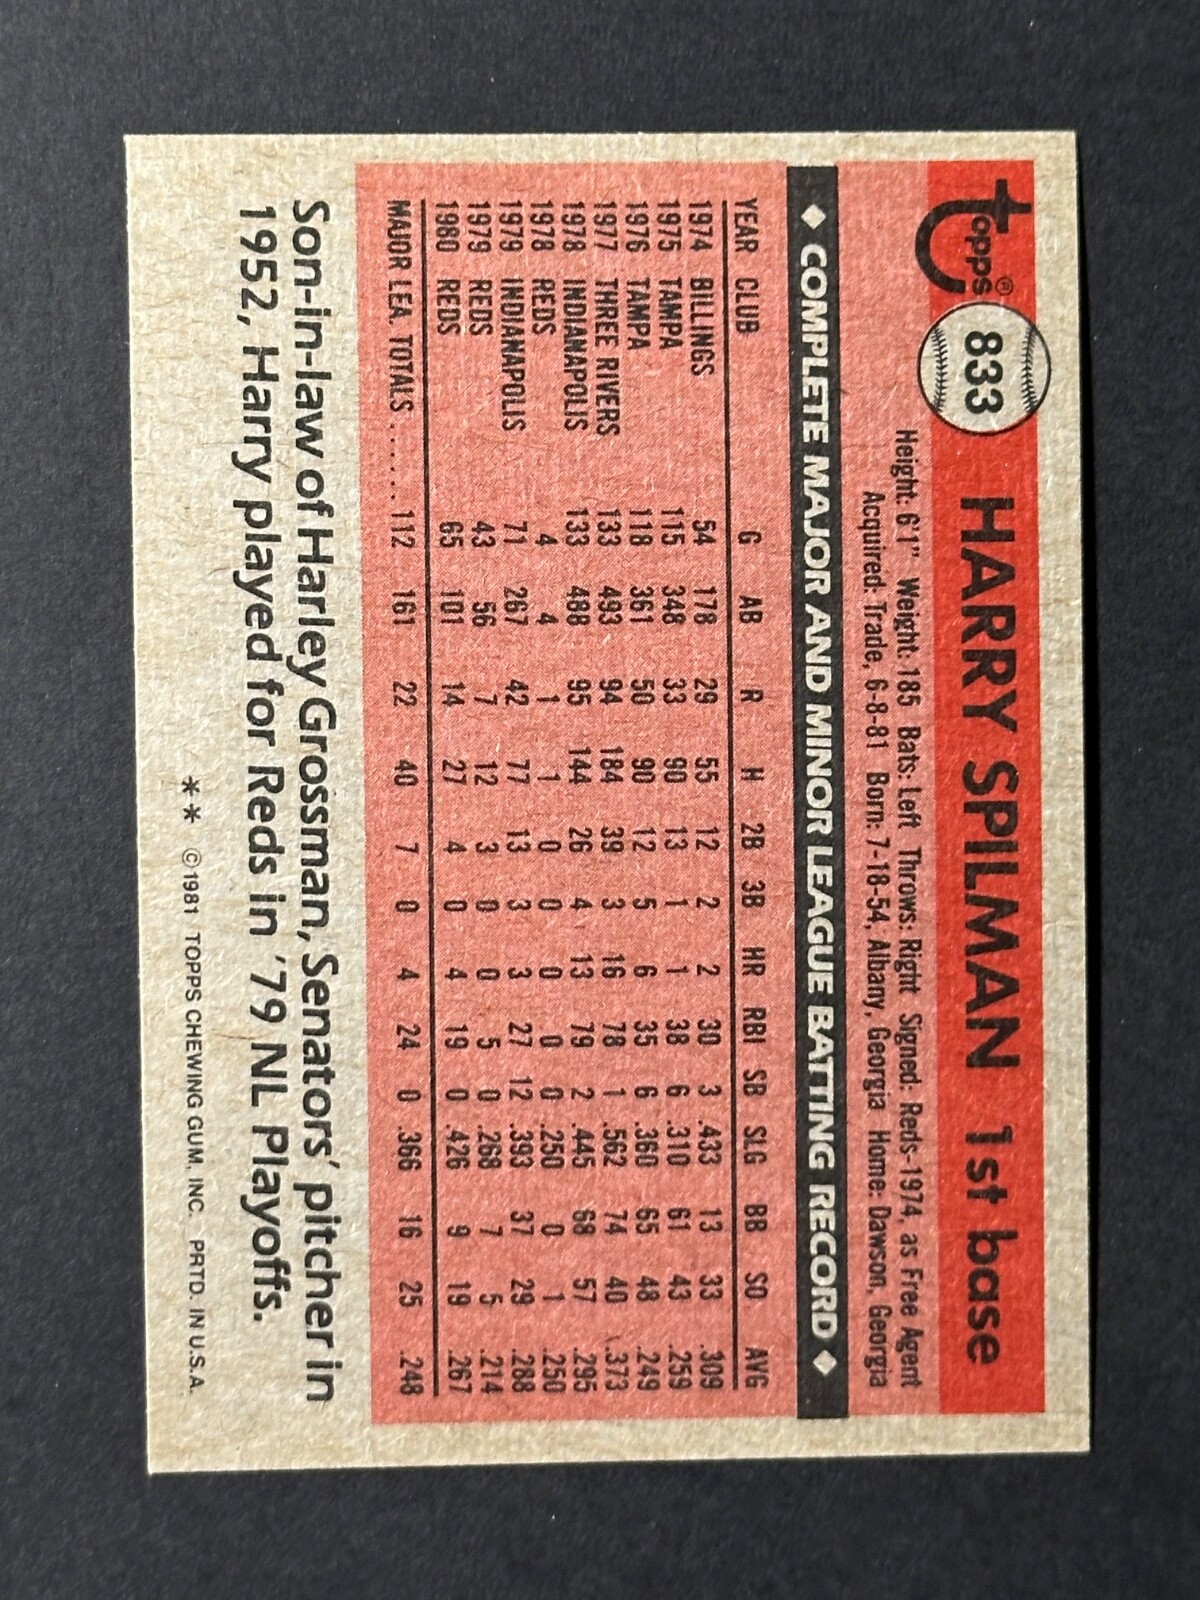 Topps® 833 HARRY SPILMAN 1st base
Height: 6'1" Weight: 185 Bats: Left Throws: Right Signed: Reds-1974, as Free Agent
Acquired: Trade, 6-8-81 Born: 7-18-54, Albany, Georgia Home: Dawson, Georgia
◆ COMPLETE MAJOR AND MINOR LEAGUE BATTING RECORD ◆
YEAR CLUB G AB R H 2B 3B HR RBI SB SLG BB SO AVG
1974 BILLINGS 54 178 29 55 12 2 2 30 3 .433 13 33 .309
1975 TAMPA 115 348 33 90 13 1 1 38 6 .310 61 43 .259
1976 TAMPA 118 361 50 90 12 5 6 35 6 .360 65 48 .249
1977 THREE RIVERS 133 493 94 184 39 3 16 78 1 .562 74 40 .373
1978 INDIANAPOLIS 133 488 95 144 26 4 13 79 2 .445 68 57 .295
1978 REDS 4 4 1 1 0 0 0 0 0 .250 0 1 .250
1979 INDIANAPOLIS 71 267 42 77 13 3 3 27 12 .393 37 29 .288
1979 REDS 43 56 7 12 3 0 0 5 0 .268 7 5 .214
1980 REDS 65 101 14 27 4 0 4 19 0 .426 9 19 .267
MAJOR LEA. TOTALS ....... 112 161 22 40 7 0 4 24 0 .366 16 25 .248
Son-in-law of Harley Grossman, Senators' pitcher in
1952, Harry played for Reds in '79 NL Playoffs.
** ©1981 TOPPS CHEWING GUM, INC. PRTD. IN U.S.A.